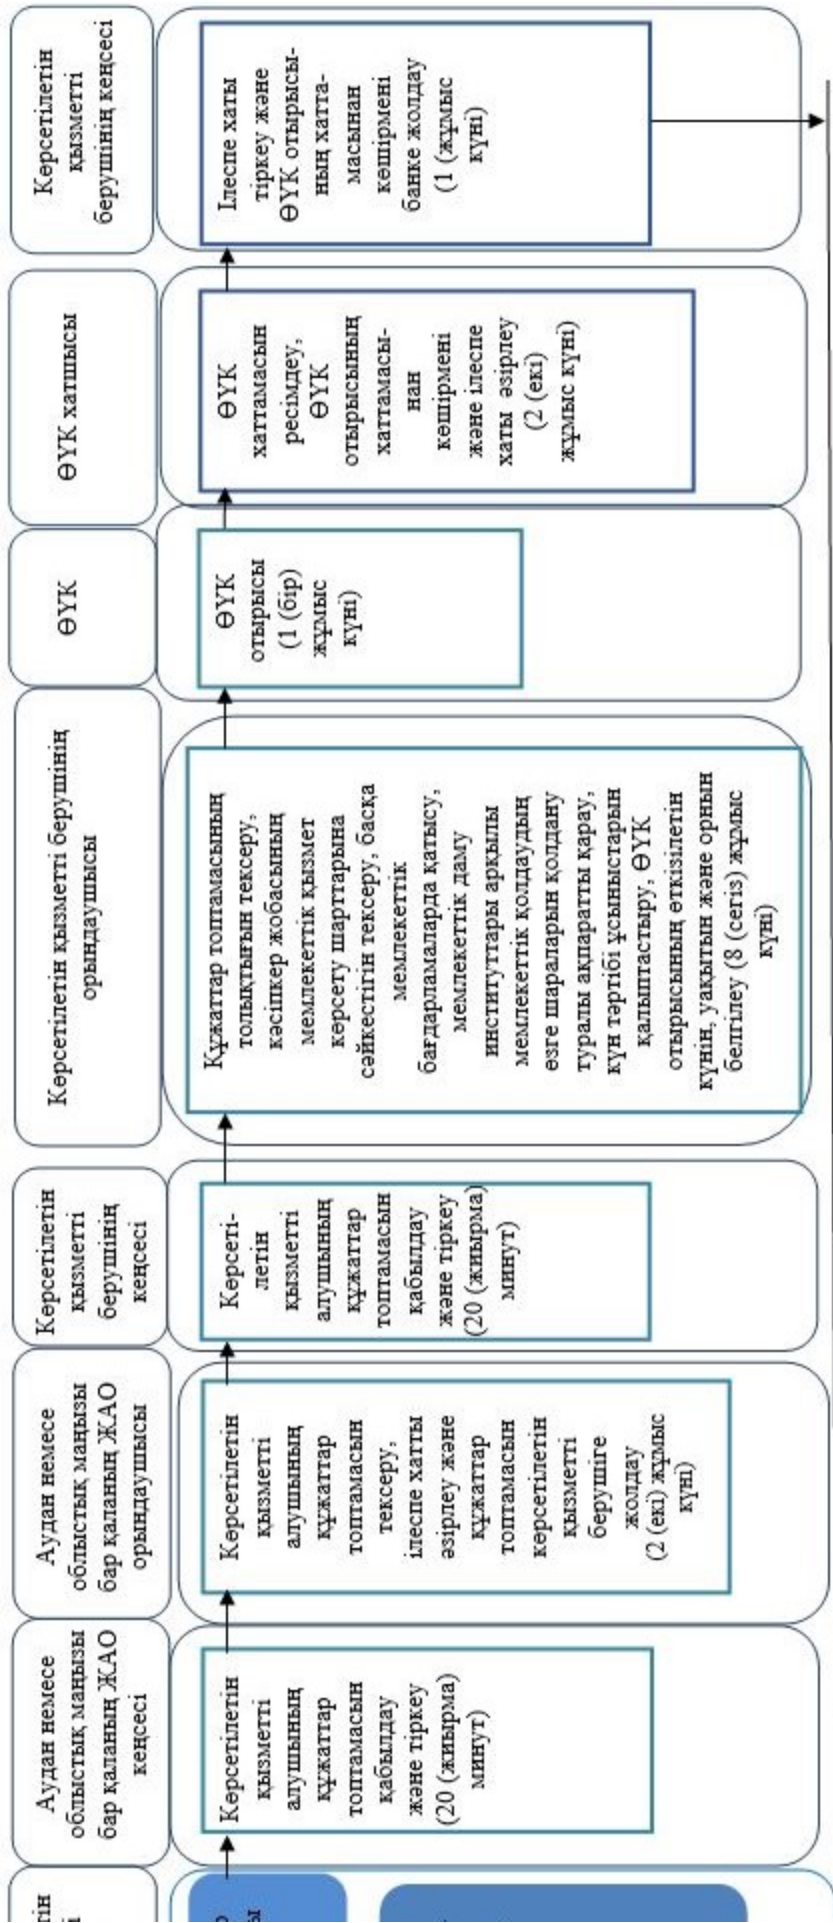 Аудан немесе
облыстық маңызы
бар қаланың ЖАО
кеңсесі
Аудан немесе
облыстық маңызы
бар қаланың ЖАО
орындаушысы
Көрсетілетін
қызметті
берушінің
кеңсесі
Көрсетілетін қызметті берушінің
орындаушысы
ӨҮК
ӨҮК хатшысы
Көрсетілетін
қызметті
берушінің кеңсесі
Көрсетілетін
қызметті
алушының
құжаттар
топтамасын
қабылдау
және тіркеу
(20 (жиырма)
минут)
Көрсетілетін
қызметті
алушының
құжаттар
топтамасын
тексеру,
ілеспе хатты
әзірлеу және
құжаттар
топтамасын
көрсетілетін
қызметті
берушіге
жолдау
(2 (екі) жұмыс
күні)
Көрсеті-
летін
қызметті
алушының
құжаттар
топтамасын
қабылдау
және тіркеу
(20 (жиырма)
минут)
Құжаттар топтамасының
толықтығын тексеру,
кәсіпкер жобасының
мемлекеттік қызмет
көрсету шарттарына
сәйкестігін тексеру, басқа
мемлекеттік
бағдарламаларда қатысу,
мемлекеттік даму
институттары арқылы
мемлекеттік қолдаудың
өзге шараларын қолдану
туралы ақпаратты қарау,
күн тәртібі ұсыныстарын
қалыптастыру, ӨҮК
отырысының өткізілетін
күнін, уақытын және орнын
белгілеу (8 (сегіз) жұмыс
күні)
ӨҮК
отырысы
(1 (бір)
жұмыс
күні)
ӨҮК
хаттамасын
ресімдеу,
ӨҮК
отырысының
хаттамасы-
нан
көшірмені
және ілеспе
хаты әзірлеу
(2 (екі)
жұмыс күні)
Ілеспе хаты
тіркеу және
ӨҮК отырысы-
ның хатта-
масынан
көшірмені
банке жолдау
(1 (жұмыс
күні)